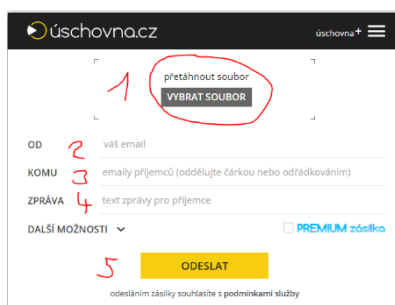 úschovna.cz úschovna+
1 přetáhnout soubor
VYBRAT SOUBOR
OD 2 váš email
KOMU 3 emaily příjemců (oddělujte čárkou nebo odřádkováním)
ZPRÁVA 4 text zprávy pro příjemce
DALŠÍ MOŽNOSTI PREMIUM zásilka
5 ODESLAT
odesláním zásilky souhlasíte s podmínkami služby